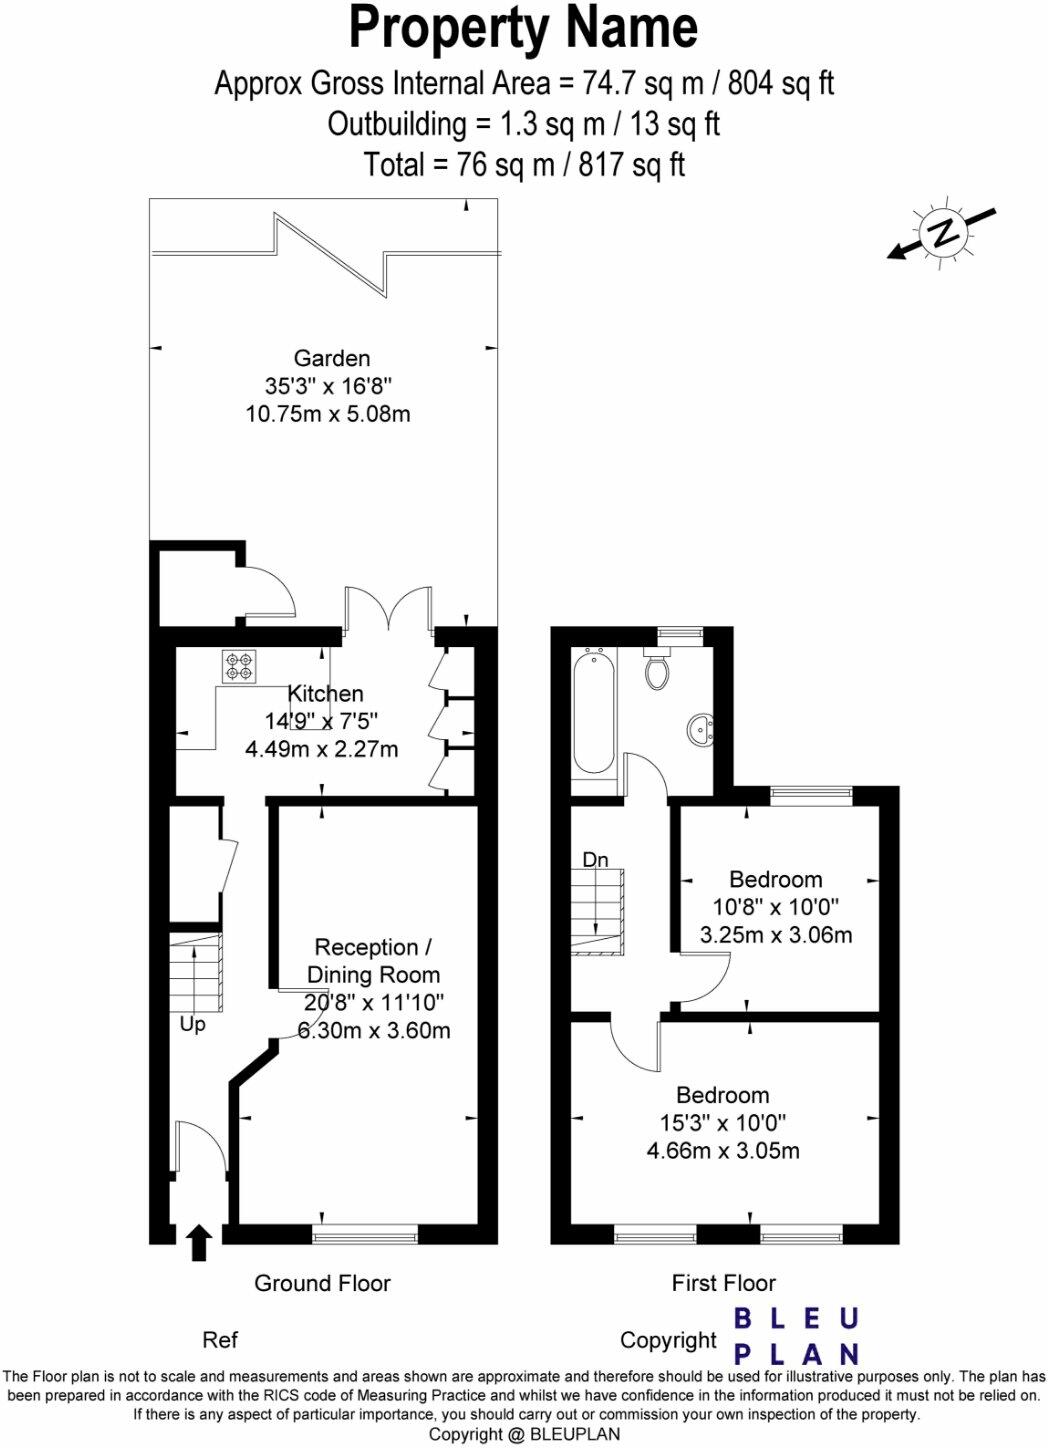 Property Name
Approx Gross Internal Area = 74.7 sq m / 804 sq ft
Outbuilding = 1.3 sq m / 13 sq ft
Total = 76 sq m / 817 sq ft
N
Garden
35'3" x 16'8"
10.75m x 5.08m
Kitchen
14'9" x 7'5"
4.49m x 2.27m
Reception /
Dining Room
20'8" x 11'10"
6.30m x 3.60m
Up
Dn
Bedroom
10'8" x 10'0"
3.25m x 3.06m
Bedroom
15'3" x 10'0"
4.66m x 3.05m
Ground Floor
First Floor
Ref
Copyright
BLEU
PLAN
The Floor plan is not to scale and measurements and areas shown are approximate and therefore should be used for illustrative purposes only. The plan has
been prepared in accordance with the RICS code of Measuring Practice and whilst we have confidence in the information produced it must not be relied on.
If there is any aspect of particular importance, you should carry out or commission your own inspection of the property.
Copyright @ BLEUPLAN